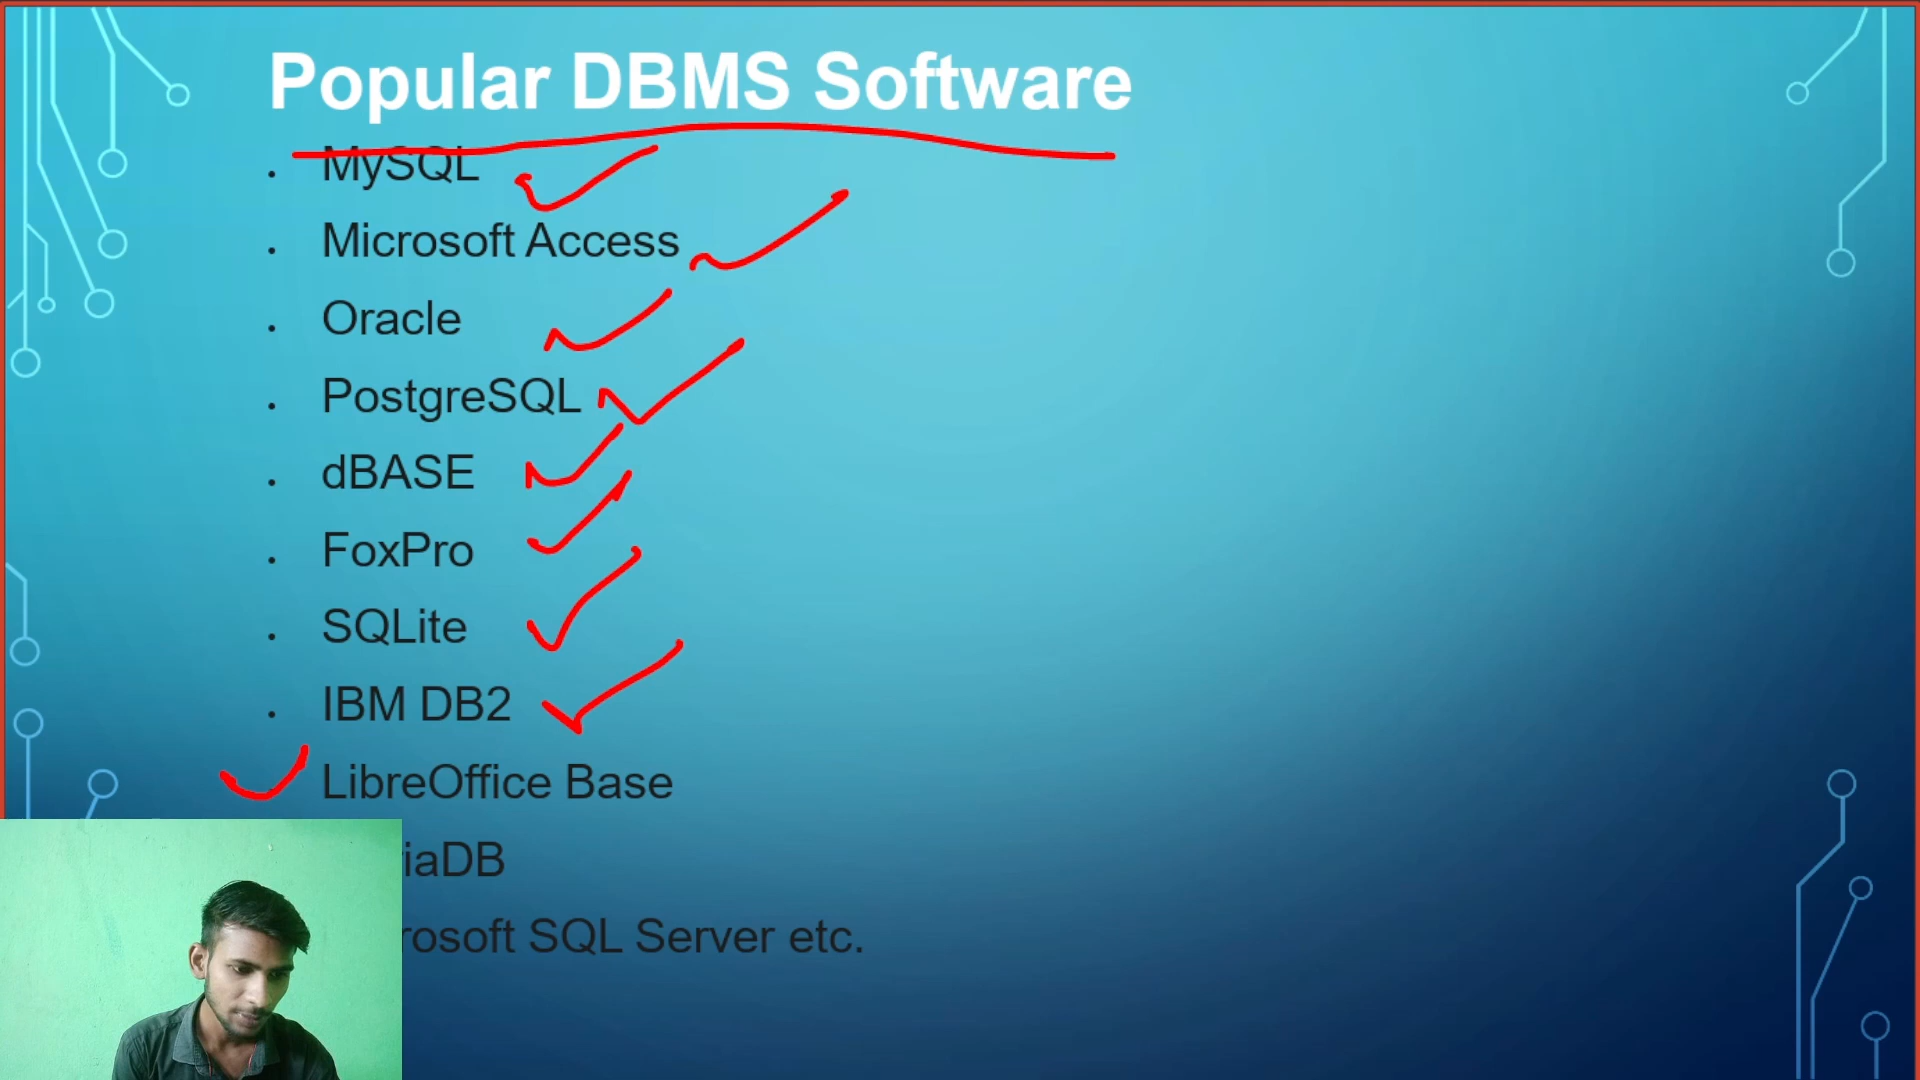 Popular DBMS Software
. MySQL
. Microsoft Access
. Oracle
. PostgreSQL
. dBASE
. FoxPro
. SQLite
. IBM DB2
LibreOffice Base
riaDB
rosoft SQL Server etc.